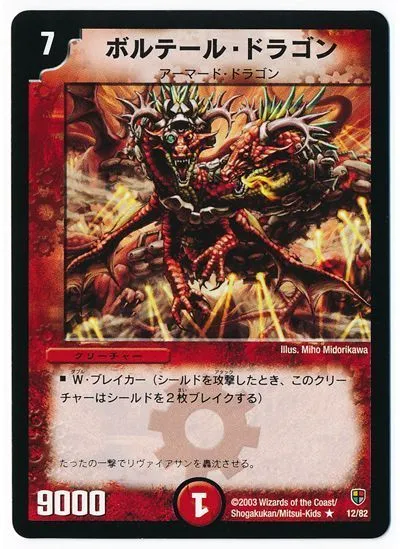 7
ボルテール・ドラゴン
アーマード・ドラゴン
Illus. Miho Midorikawa
クリーチャー
■ W・ブレイカー（シールドを攻撃したとき、このクリー
チャーはシールドを2枚ブレイクする）
たったの一撃でリヴァイアサンを轟沈させる。
9000
1
©2003 Wizards of the Coast/
Shogakukan/Mitsui-Kids ★ 12/82